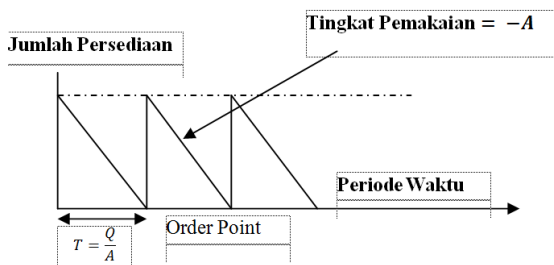 Tingkat Pemakaian = −A
Jumlah Persediaan
Periode Waktu
Order Point
T = Q/A